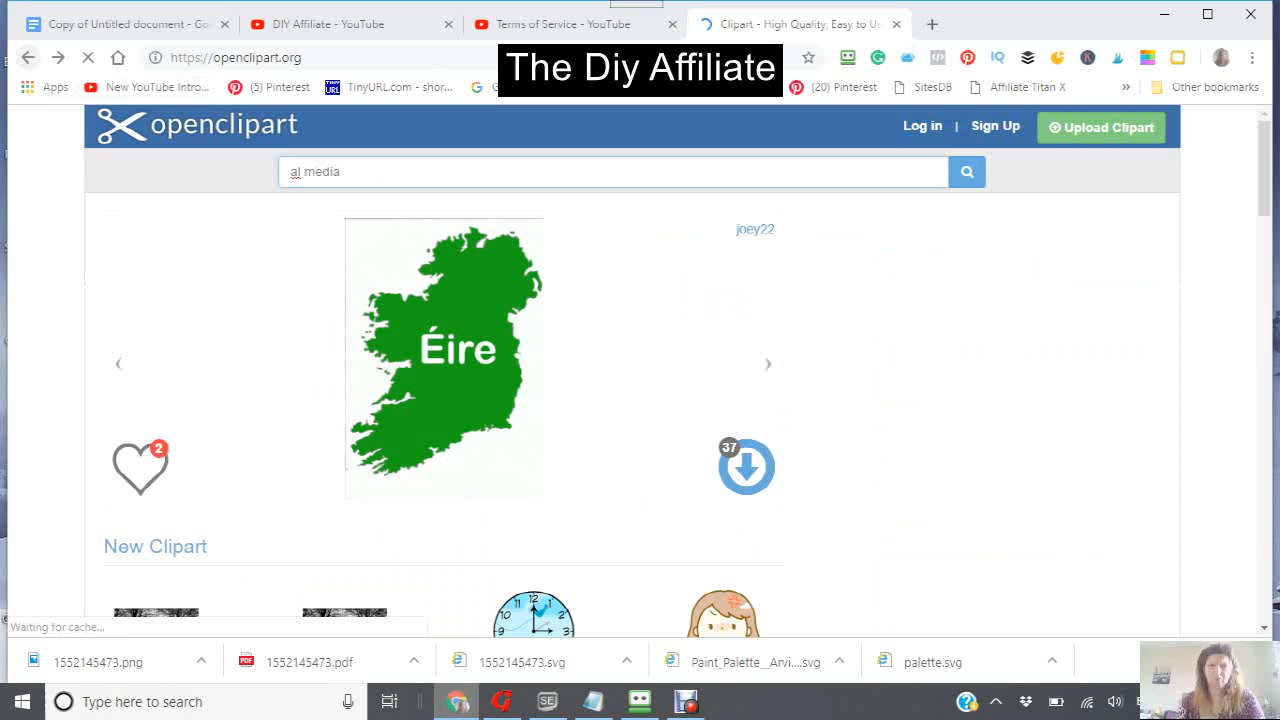 Copy of Untitled document - Go
DIY Affiliate - YouTube
Terms of Service - YouTube
Clipart - High Quality, Easy to Us
https://openclipart.org
The Diy Affiliate
Apps
New YouTube Intro...
(5) Pinterest
TinyURL.com - shor...
(20) Pinterest
SitesDB
Affiliate Titan X
»
Other bookmarks
openclipart
Log in | Sign Up
Upload Clipart
al media
joey22
Éire
2
37
New Clipart
Waiting for cache...
1552145473.png
1552145473.pdf
1552145473.svg
Paint_Palette__Arvi....svg
palette.svg
Type here to search